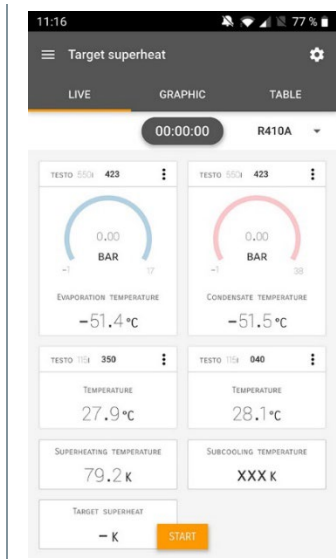 11:16 77 %
Target superheat
LIVE GRAPHIC TABLE
00:00:00 R410A
TESTO 550i 423 TESTO 550i 423
0.00 0.00
BAR BAR
-1 17 -1 38
EVAPORATION TEMPERATURE CONDENSATE TEMPERATURE
-51.4 °C -51.5 °C
TESTO 115i 350 TESTO 115i 040
TEMPERATURE TEMPERATURE
27.9 °C 28.1 °C
SUPERHEATING TEMPERATURE SUBCOOLING TEMPERATURE
79.2 K XXX K
TARGET SUPERHEAT
– K START